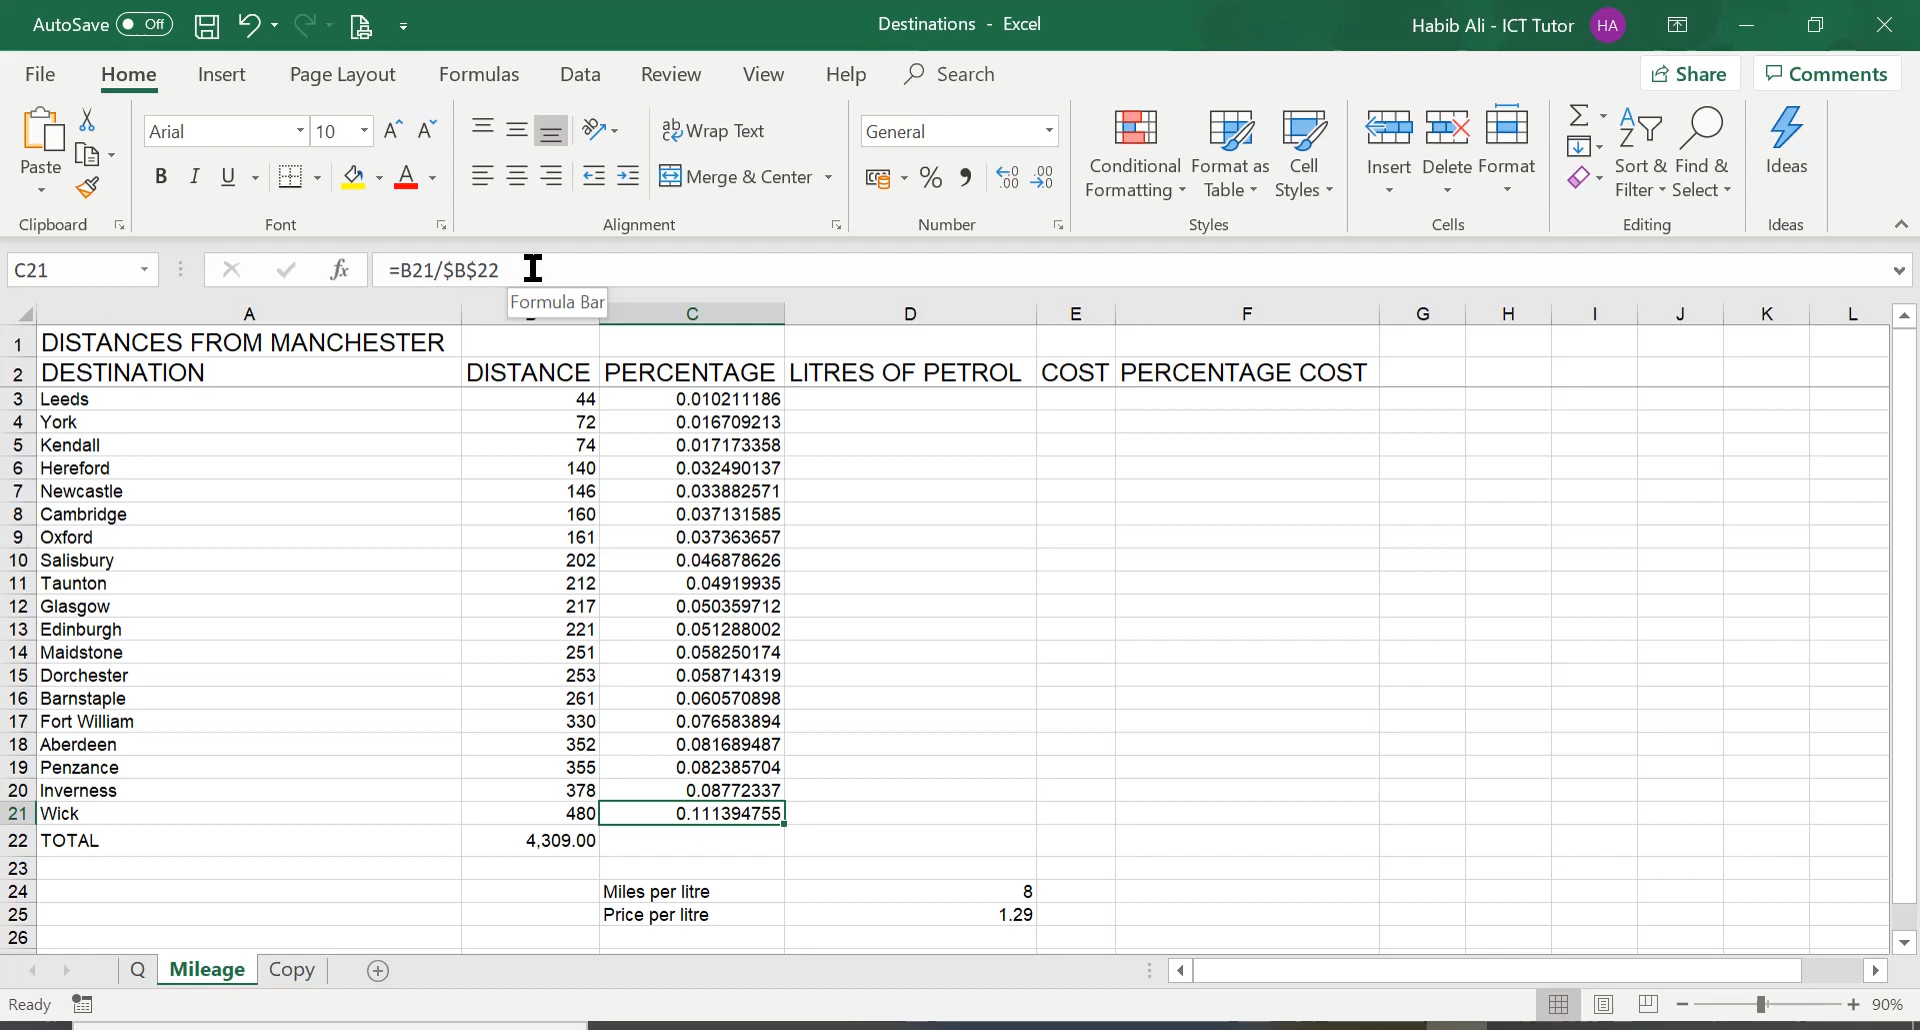 AutoSave Off Destinations - Excel Habib Ali - ICT Tutor HA
File Home Insert Page Layout Formulas Data Review View Help Search Share Comments
Arial 10 ab Wrap Text General
Paste B I U A Merge & Center % Conditional Formatting Format as Table Cell Styles Insert Delete Format Sort & Filter Find & Select Ideas
Clipboard Font Alignment Number Styles Cells Editing Ideas
C21 fx =B21/$B$22
Formula Bar
A C D E F G H I J K L
1 DISTANCES FROM MANCHESTER
2 DESTINATION DISTANCE PERCENTAGE LITRES OF PETROL COST PERCENTAGE COST
3 Leeds 44 0.010211186
4 York 72 0.016709213
5 Kendall 74 0.017173358
6 Hereford 140 0.032490137
7 Newcastle 146 0.033882571
8 Cambridge 160 0.037131585
9 Oxford 161 0.037363657
10 Salisbury 202 0.046878626
11 Taunton 212 0.04919935
12 Glasgow 217 0.050359712
13 Edinburgh 221 0.051288002
14 Maidstone 251 0.058250174
15 Dorchester 253 0.058714319
16 Barnstaple 261 0.060570898
17 Fort William 330 0.076583894
18 Aberdeen 352 0.081689487
19 Penzance 355 0.082385704
20 Inverness 378 0.08772337
21 Wick 480 0.111394755
22 TOTAL 4,309.00
23
24 Miles per litre 8
25 Price per litre 1.29
26
Q Mileage Copy
Ready 90%